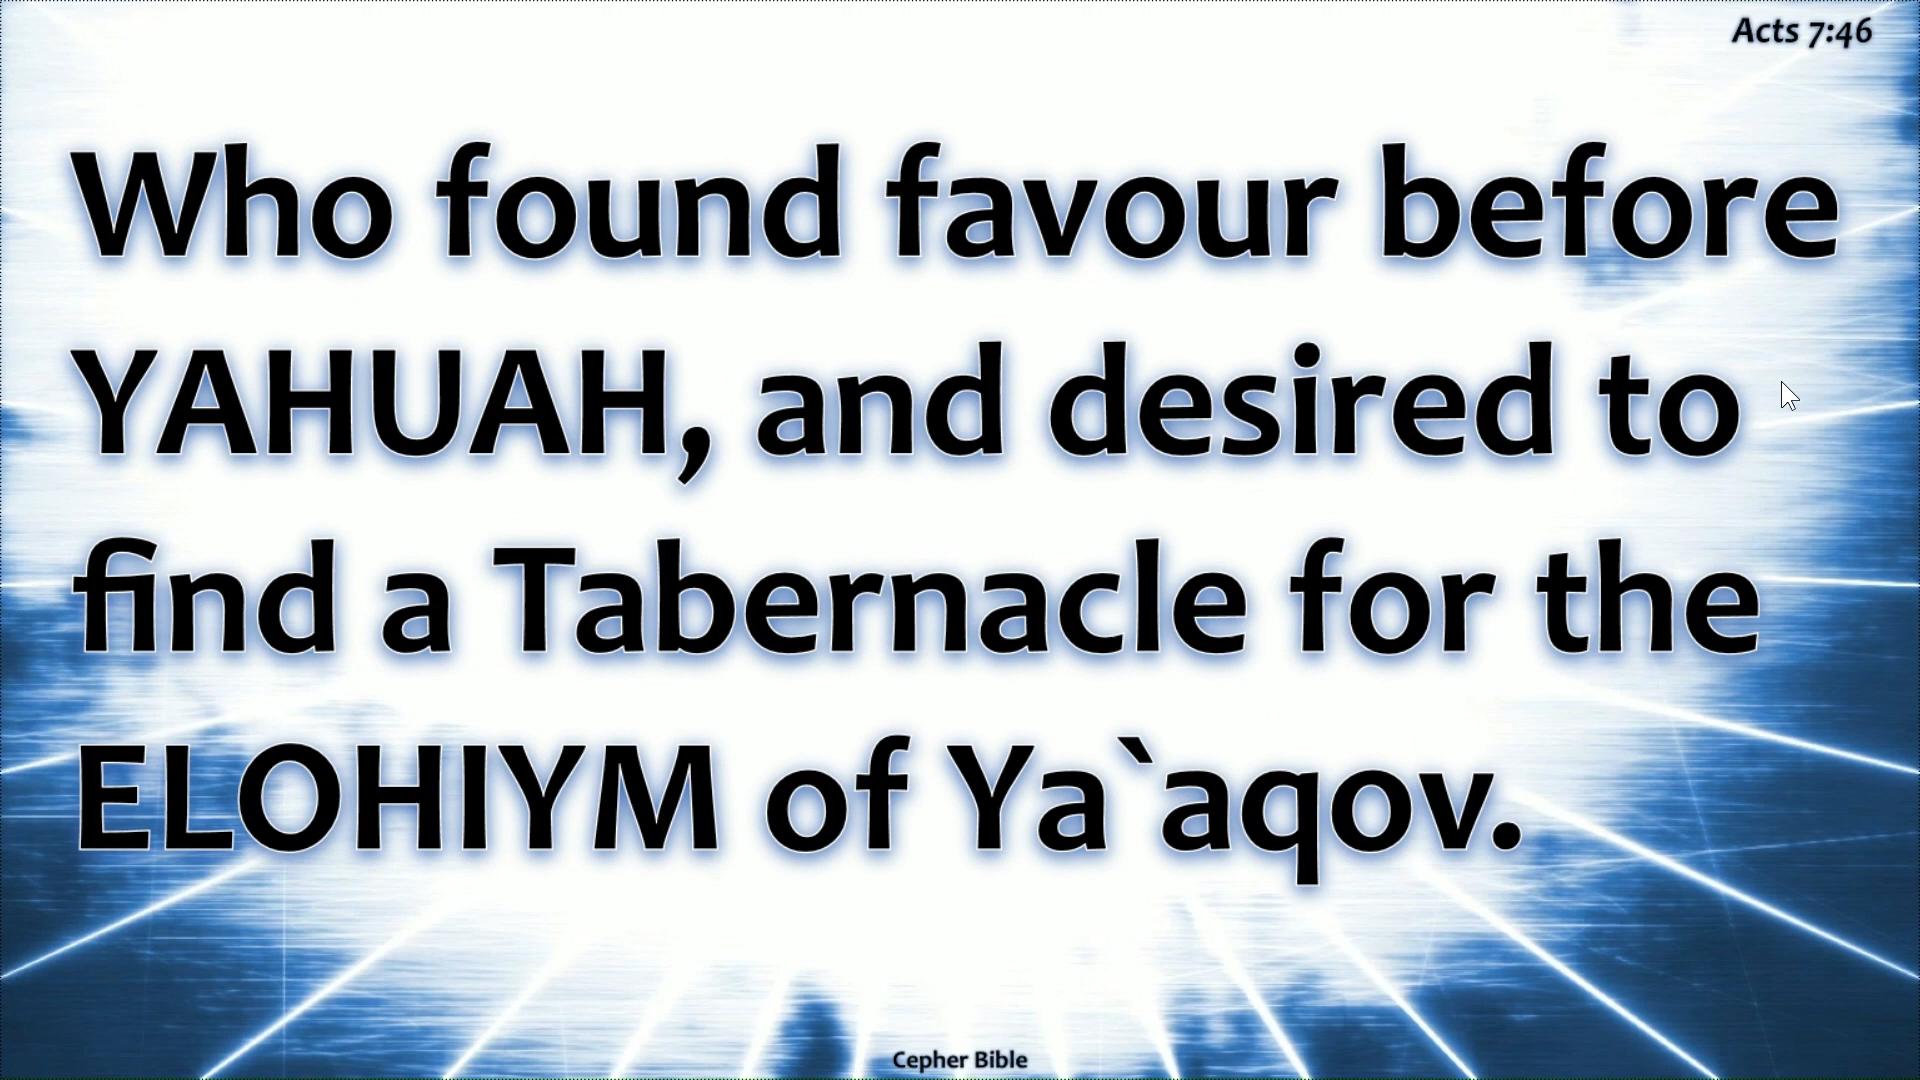 Acts 7:46
Who found favour before
YAHUAH, and desired to
find a Tabernacle for the
ELOHIYM of Ya`aqov.
Cepher Bible